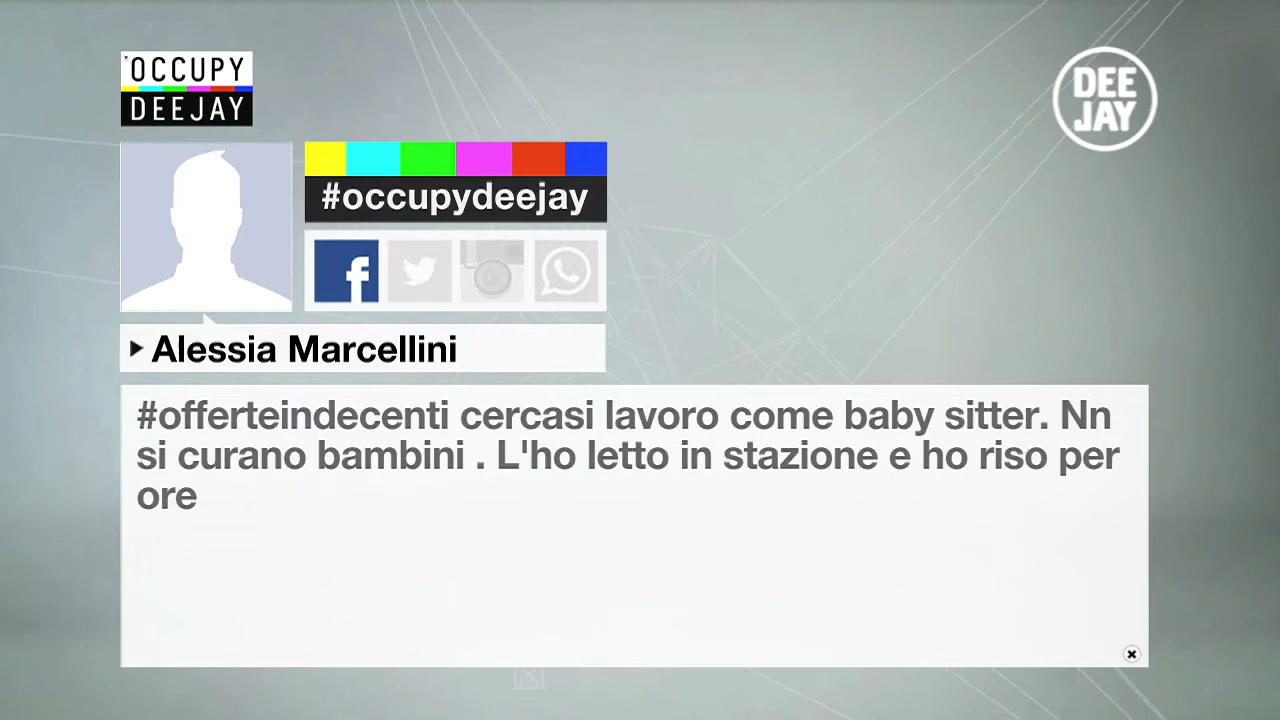 OCCUPY
DEEJAY
DEE
JAY
#occupydeejay
f
Alessia Marcellini
#offerteindecenti cercasi lavoro come baby sitter. Nn
si curano bambini . L'ho letto in stazione e ho riso per
ore